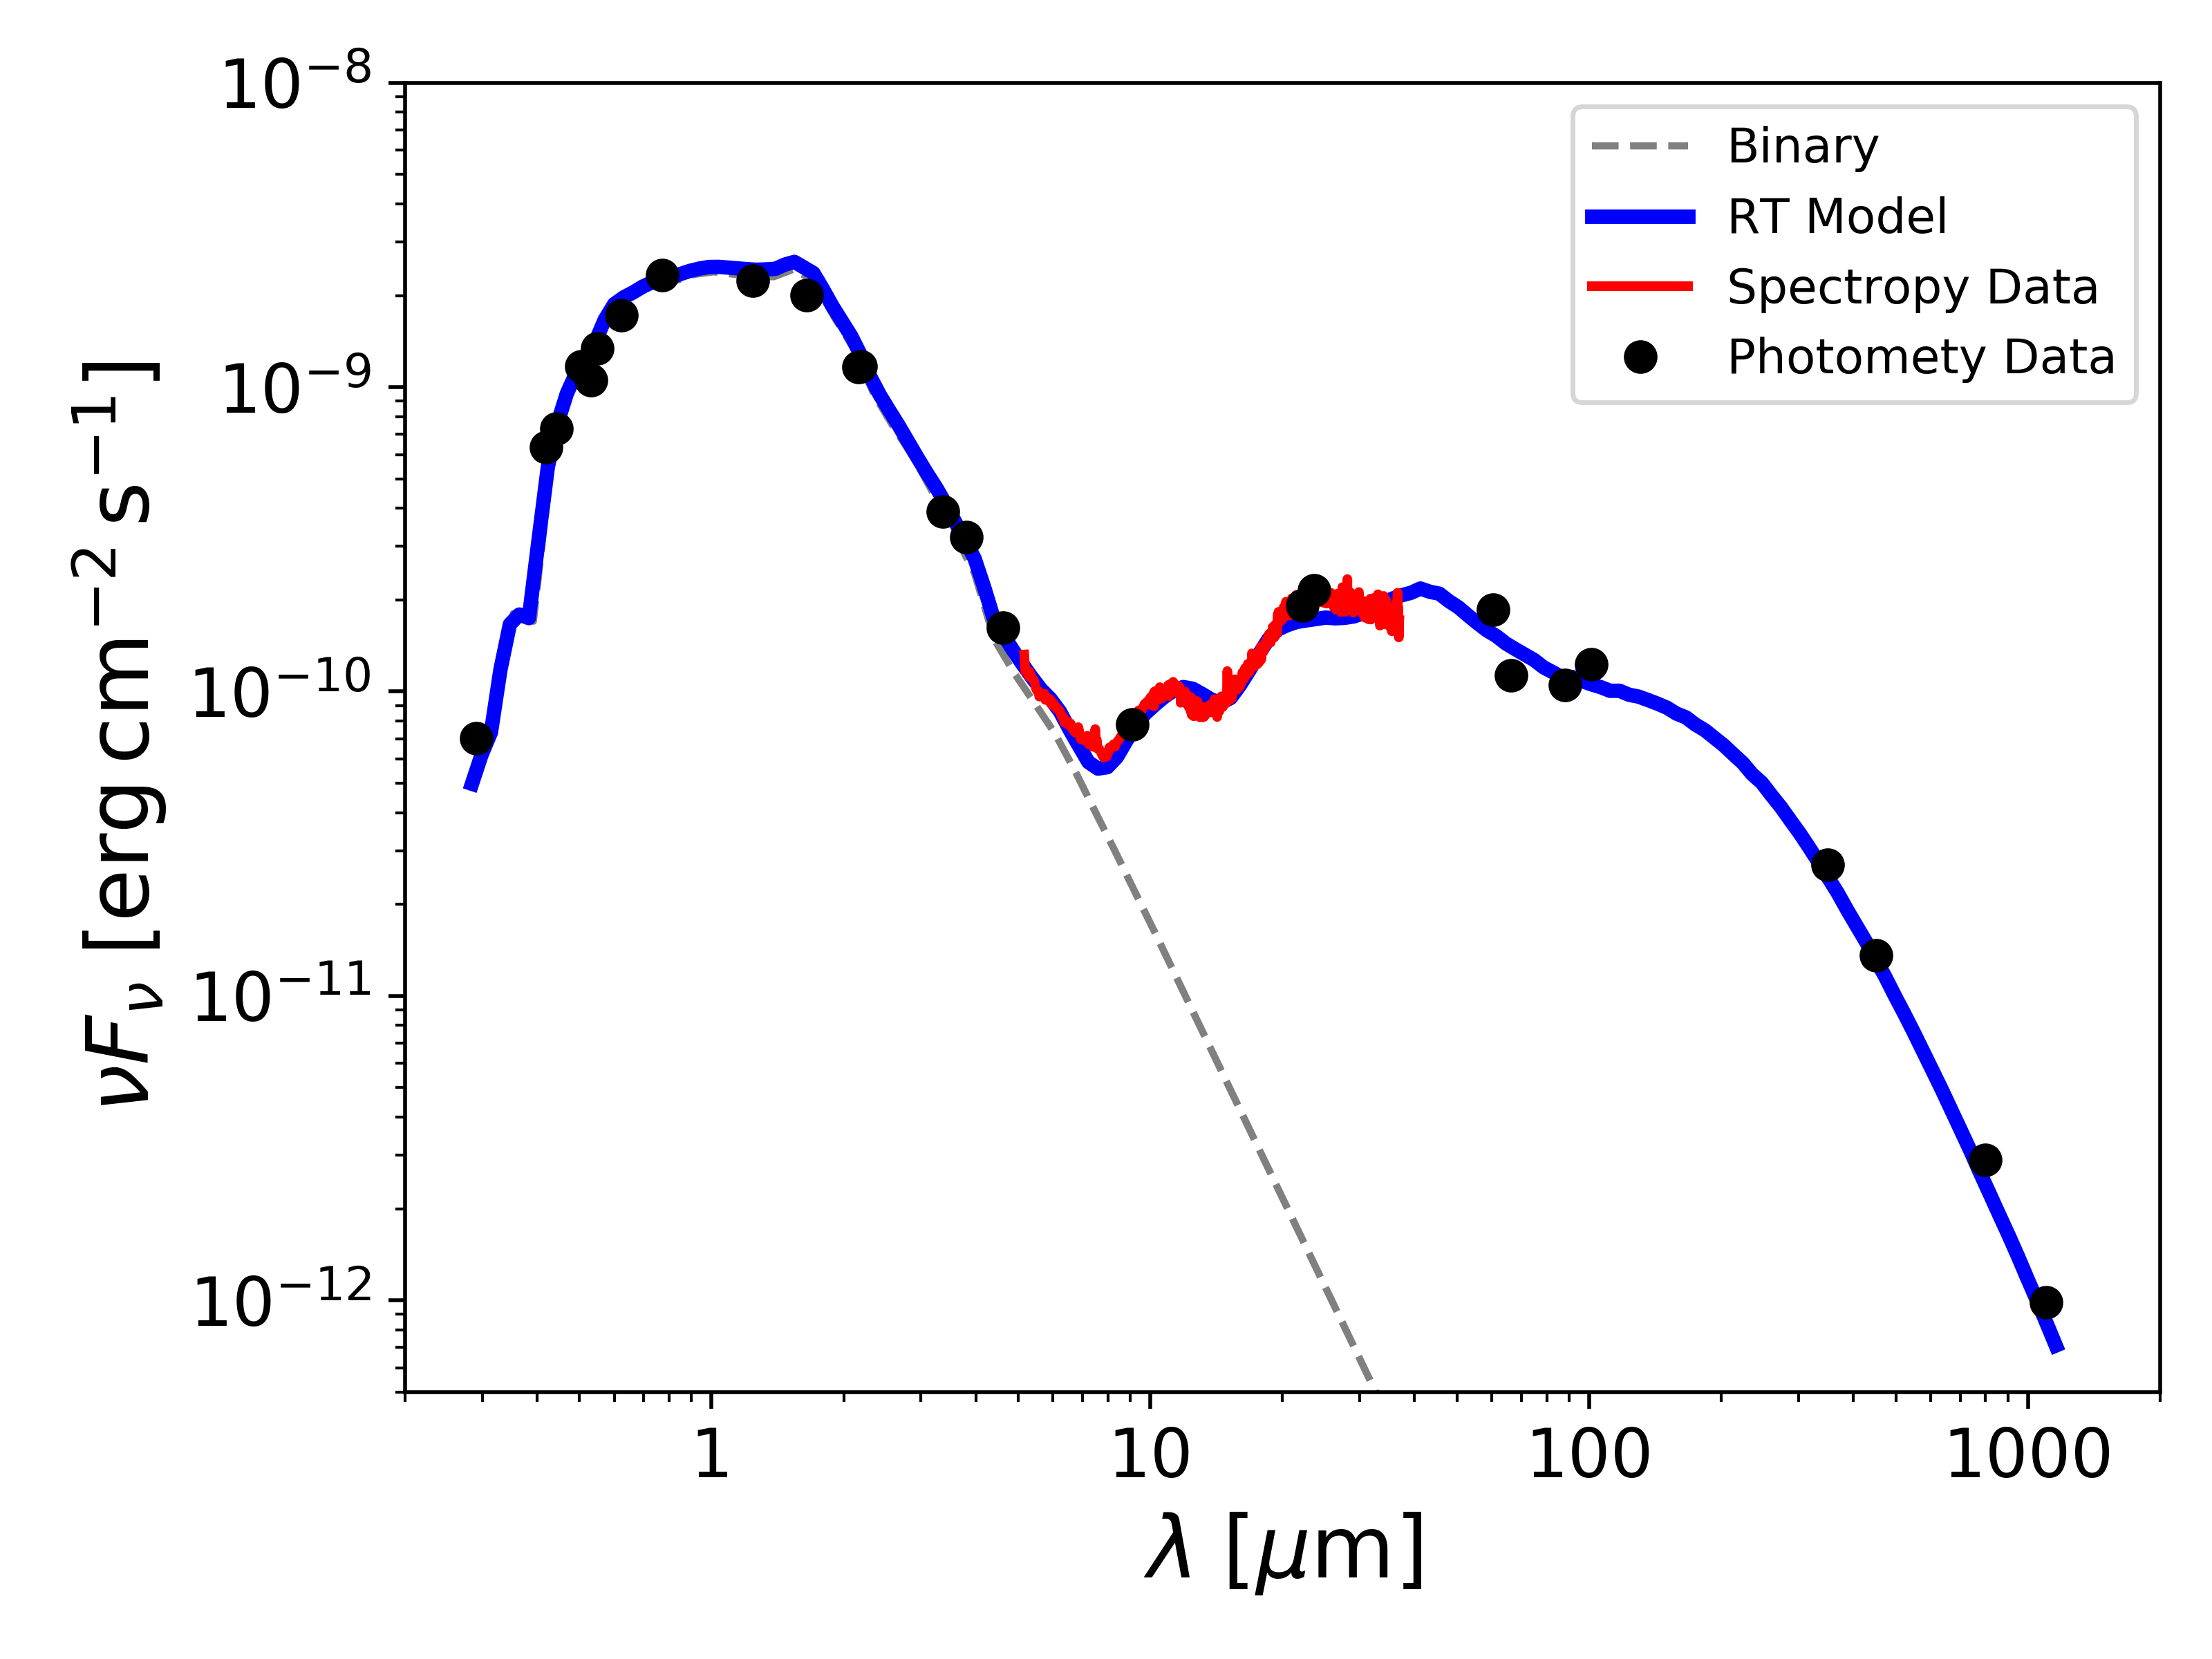 10⁻⁸
10⁻⁹
10⁻¹⁰
10⁻¹¹
10⁻¹²
νFᵥ [erg cm⁻² s⁻¹]
Binary
RT Model
Spectropy Data
Photomety Data
1 10 100 1000
λ [μm]